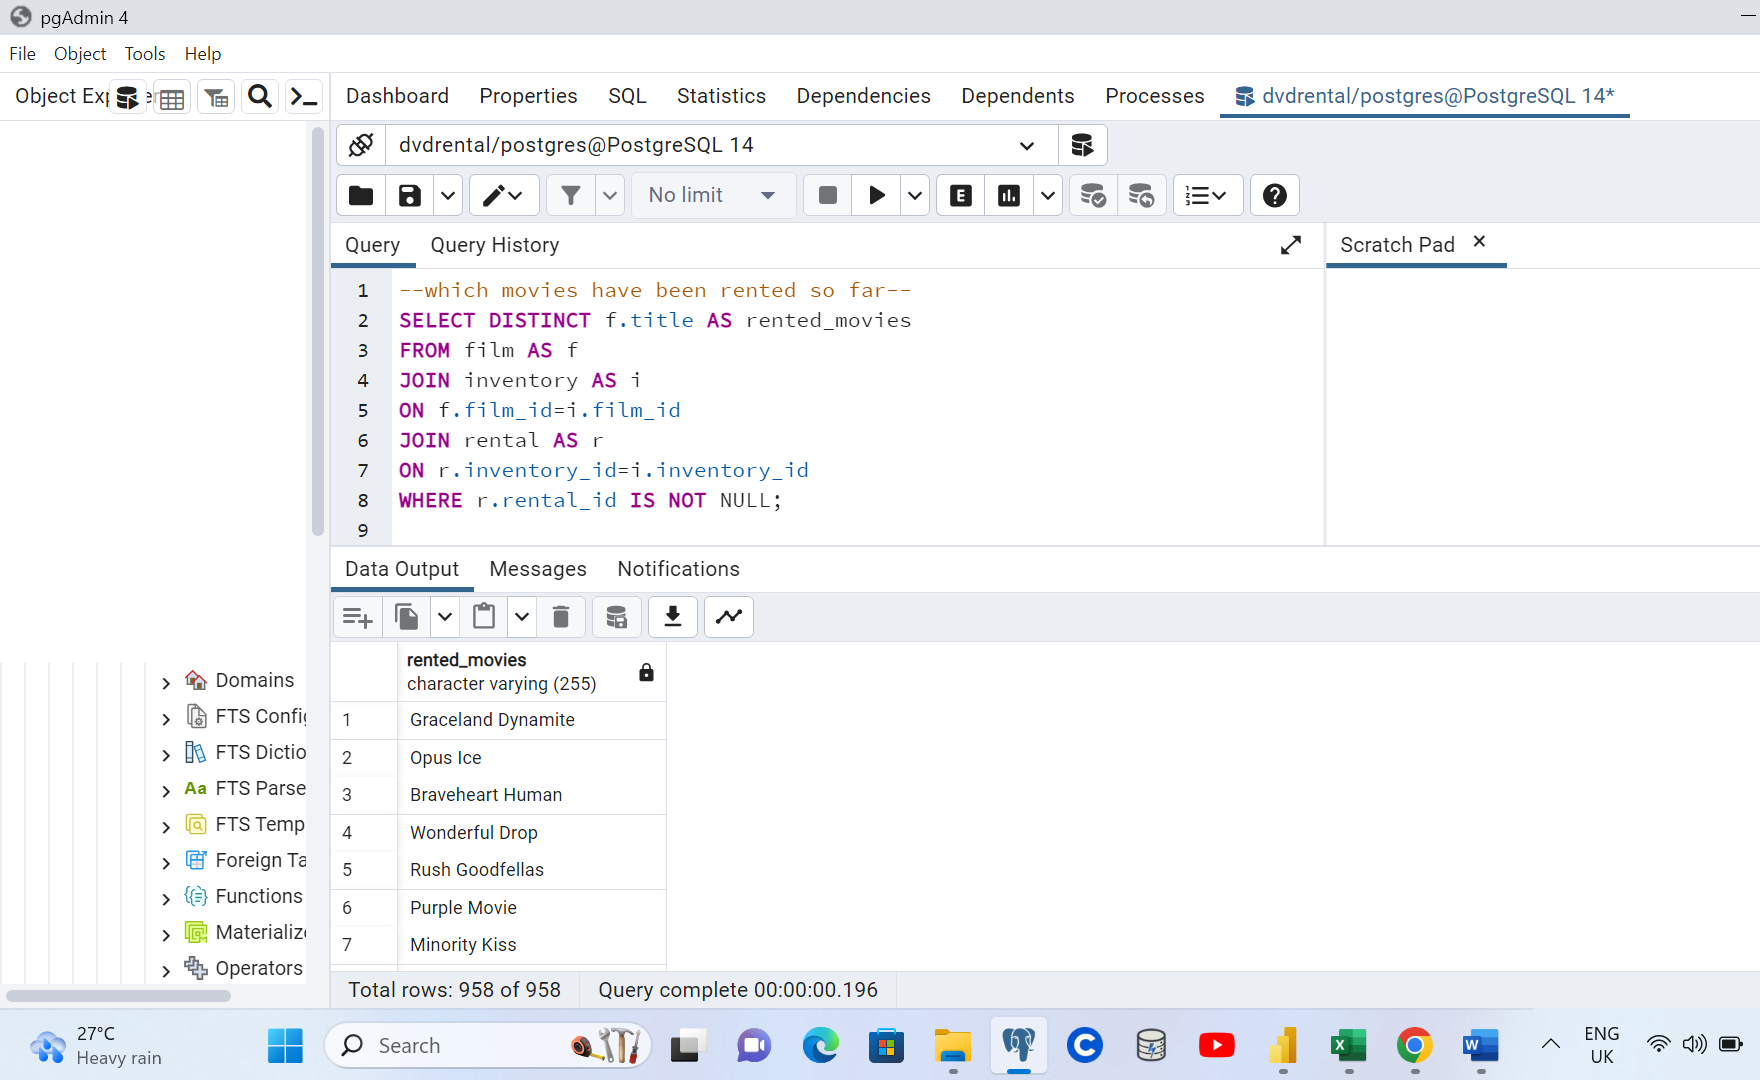 pgAdmin 4
File Object Tools Help
Object Exp er
Dashboard Properties SQL Statistics Dependencies Dependents Processes dvdrental/postgres@PostgreSQL 14*
dvdrental/postgres@PostgreSQL 14
No limit
Query Query History
Scratch Pad
1 --which movies have been rented so far--
2 SELECT DISTINCT f.title AS rented_movies
3 FROM film AS f
4 JOIN inventory AS i
5 ON f.film_id=i.film_id
6 JOIN rental AS r
7 ON r.inventory_id=i.inventory_id
8 WHERE r.rental_id IS NOT NULL;
9
Data Output Messages Notifications
rented_movies
character varying (255)
1 Graceland Dynamite
2 Opus Ice
3 Braveheart Human
4 Wonderful Drop
5 Rush Goodfellas
6 Purple Movie
7 Minority Kiss
Domains
FTS Config
FTS Dictio
Aa FTS Parse
FTS Temp
Foreign Ta
Functions
Materialize
Operators
Total rows: 958 of 958 Query complete 00:00:00.196
27°C
Heavy rain
Search
ENG
UK